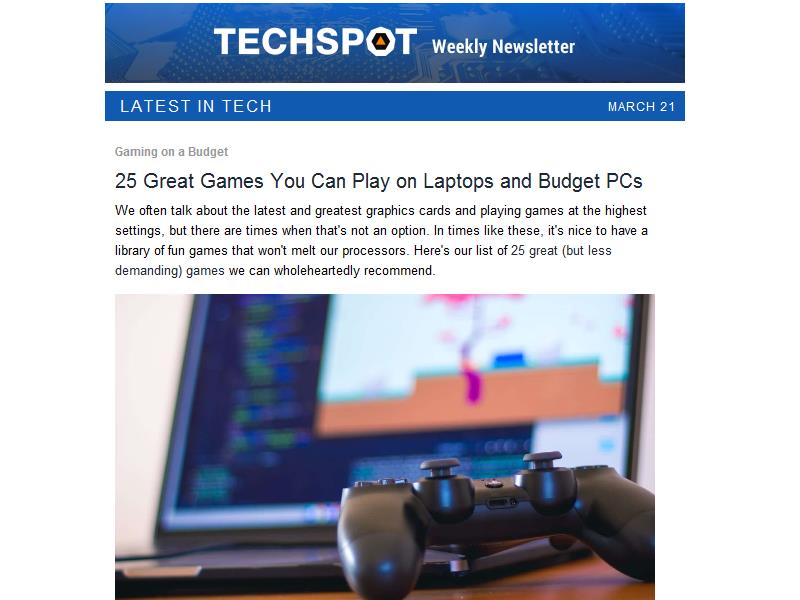 TECHSPOT Weekly Newsletter
LATEST IN TECH MARCH 21
Gaming on a Budget
25 Great Games You Can Play on Laptops and Budget PCs
We often talk about the latest and greatest graphics cards and playing games at the highest
settings, but there are times when that's not an option. In times like these, it's nice to have a
library of fun games that won't melt our processors. Here's our list of 25 great (but less
demanding) games we can wholeheartedly recommend.